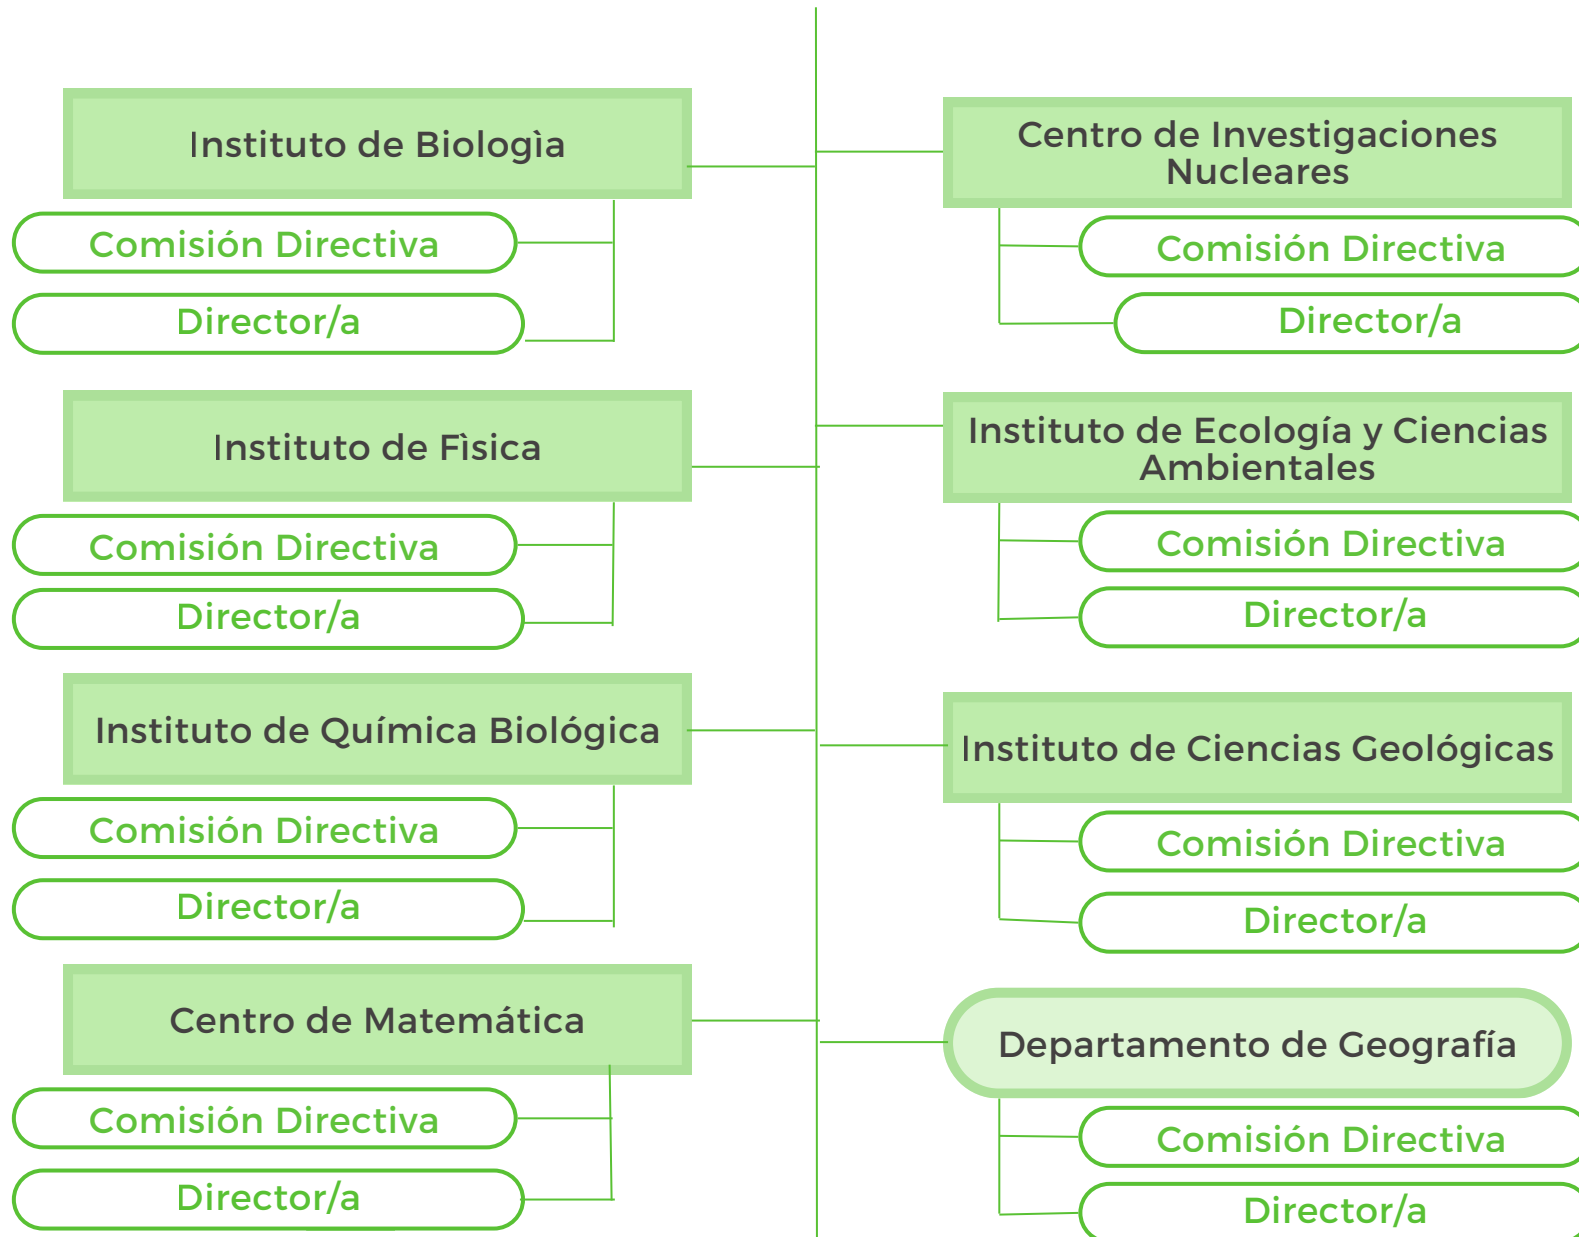 Instituto de Biologìa
Comisión Directiva
Director/a
Instituto de Fìsica
Comisión Directiva
Director/a
Instituto de Química Biológica
Comisión Directiva
Director/a
Centro de Matemática
Comisión Directiva
Director/a
Centro de Investigaciones
Nucleares
Comisión Directiva
Director/a
Instituto de Ecología y Ciencias
Ambientales
Comisión Directiva
Director/a
Instituto de Ciencias Geológicas
Comisión Directiva
Director/a
Departamento de Geografía
Comisión Directiva
Director/a